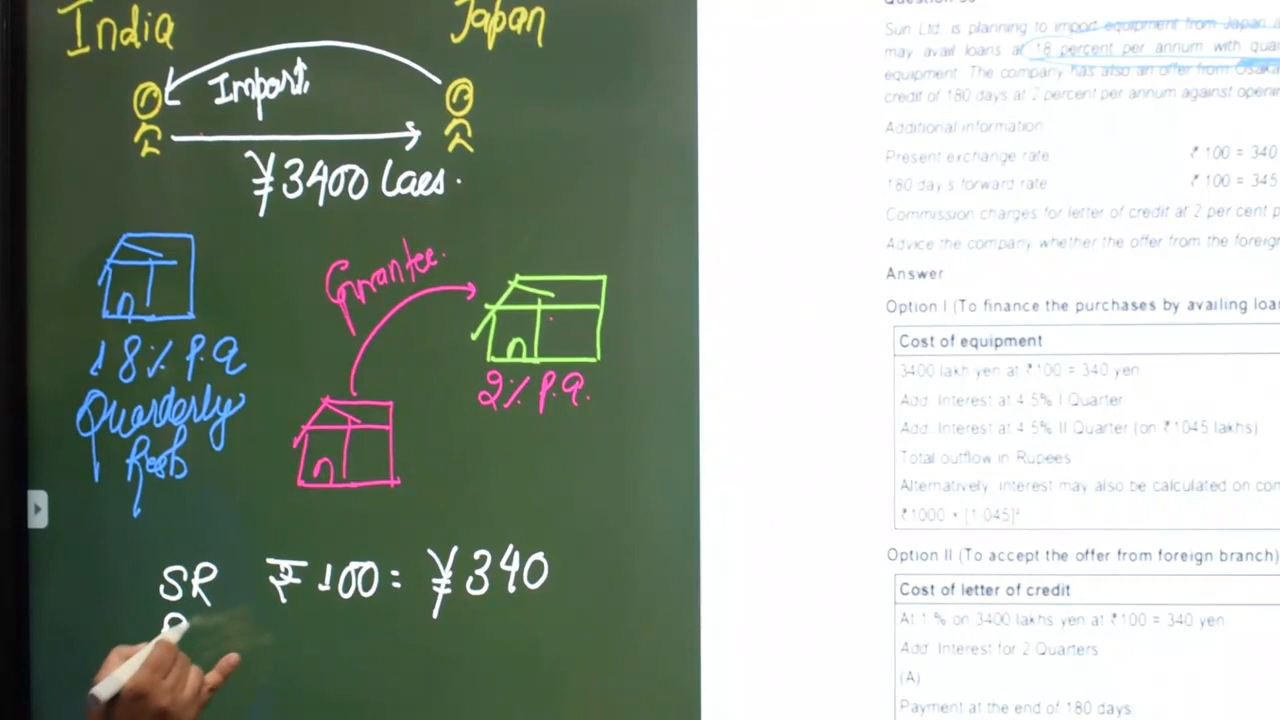 India
Japan
Import
¥3400 Lacs.
Gurantee.
18% P.a
Quarderly
Rest
2% P.a.
SR ₹100 = ¥340
Sun Ltd. is planning to import equipment from Japan
may avail loans at 18 percent per annum with
equipment. The company has also an offer from Osaka
credit of 180 days at 2 percent per annum against
Additional information:
Present exchange rate ₹ 100 = 340
180 day's forward rate ₹ 100 = 345
Commission charges for letter of credit at 2 per cent
Advice the company whether the offer from the
Answer
Option I (To finance the purchases by availing
Cost of equipment
3400 lakh yen at ₹100 = 340 yen
Add: Interest at 4.5% I Quarter
Add: Interest at 4.5% II Quarter (on ₹1045 lakhs)
Total outflow in Rupees
Alternatively, interest may also be calculated on
₹1000 × [1.045]²
Option II (To accept the offer from foreign branch)
Cost of letter of credit
At 1 % on 3400 lakhs yen at ₹100 = 340 yen
Add: Interest for 2 Quarters
(A)
Payment at the end of 180 days